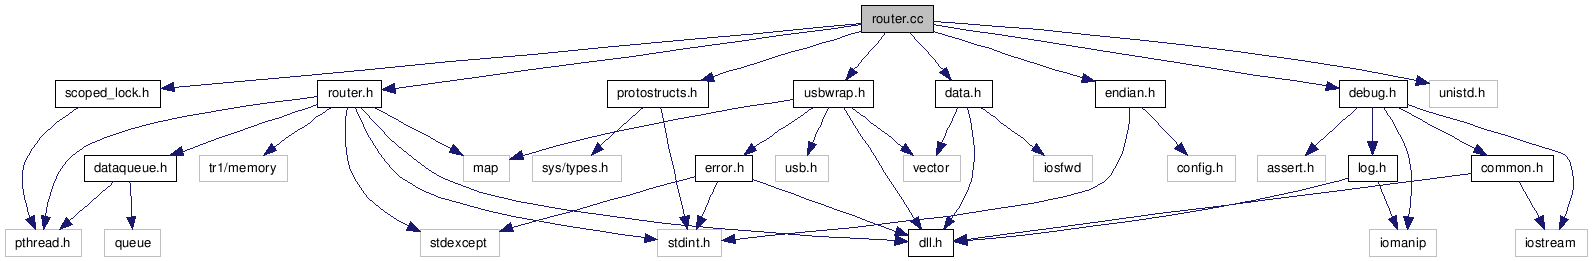 router.cc
scoped_lock.h
router.h
protostructs.h
usbwrap.h
data.h
endian.h
debug.h
unistd.h
dataqueue.h
tr1/memory
map
sys/types.h
error.h
usb.h
vector
iosfwd
config.h
assert.h
log.h
common.h
pthread.h
queue
stdexcept
stdint.h
dll.h
iomanip
iostream